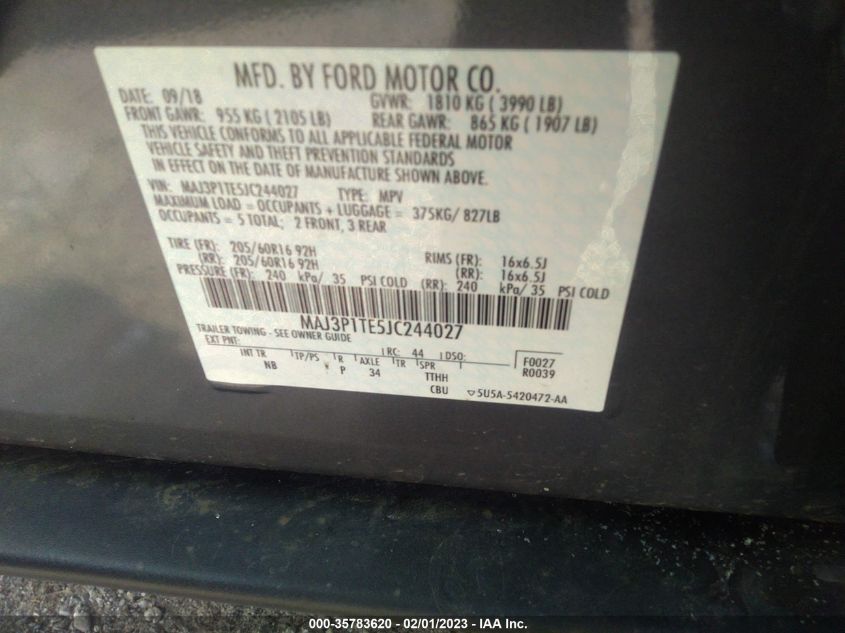 MFD. BY FORD MOTOR CO.
DATE: 09/18 GVWR: 1810 KG ( 3990 LB)
FRONT GAWR: 955 KG ( 2105 LB) REAR GAWR: 865 KG ( 1907 LB)
THIS VEHICLE CONFORMS TO ALL APPLICABLE FEDERAL MOTOR
VEHICLE SAFETY AND THEFT PREVENTION STANDARDS
IN EFFECT ON THE DATE OF MANUFACTURE SHOWN ABOVE.
VIN: MAJ3P1TE5JC244027 TYPE: MPV
MAXIMUM LOAD = OCCUPANTS + LUGGAGE = 375KG/ 827LB
OCCUPANTS = 5 TOTAL; 2 FRONT, 3 REAR
TIRE (FR): 205/60R16 92H RIMS (FR): 16x6.5J
(RR): 205/60R16 92H (RR): 16x6.5J
PRESSURE (FR): 240 kPa/ 35 PSI COLD (RR): 240 kPa/ 35 PSI COLD
MAJ3P1TE5JC244027
TRAILER TOWING - SEE OWNER GUIDE
EXT PNT: RC: 44 DSO: F0027
INT TR TP/PS R AXLE TR SPR R0039
NB P 34 TTHH
CBU 5U5A-5420472-AA
000-35783620 - 02/01/2023 - IAA Inc.